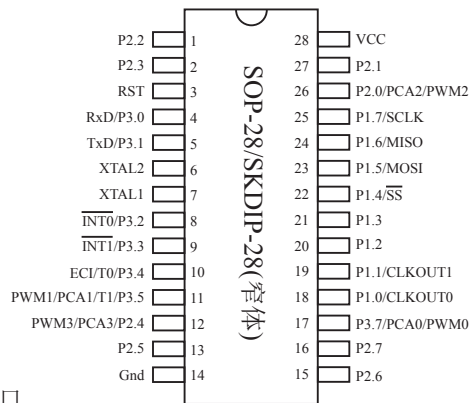 P2.2 1
P2.3 2
RST 3
RxD/P3.0 4
TxD/P3.1 5
XTAL2 6
XTAL1 7
INT0/P3.2 8
INT1/P3.3 9
ECI/T0/P3.4 10
PWM1/PCA1/T1/P3.5 11
PWM3/PCA3/P2.4 12
P2.5 13
Gnd 14
SOP-28/SKDIP-28(窄体)
28 VCC
27 P2.1
26 P2.0/PCA2/PWM2
25 P1.7/SCLK
24 P1.6/MISO
23 P1.5/MOSI
22 P1.4/SS
21 P1.3
20 P1.2
19 P1.1/CLKOUT1
18 P1.0/CLKOUT0
17 P3.7/PCA0/PWM0
16 P2.7
15 P2.6